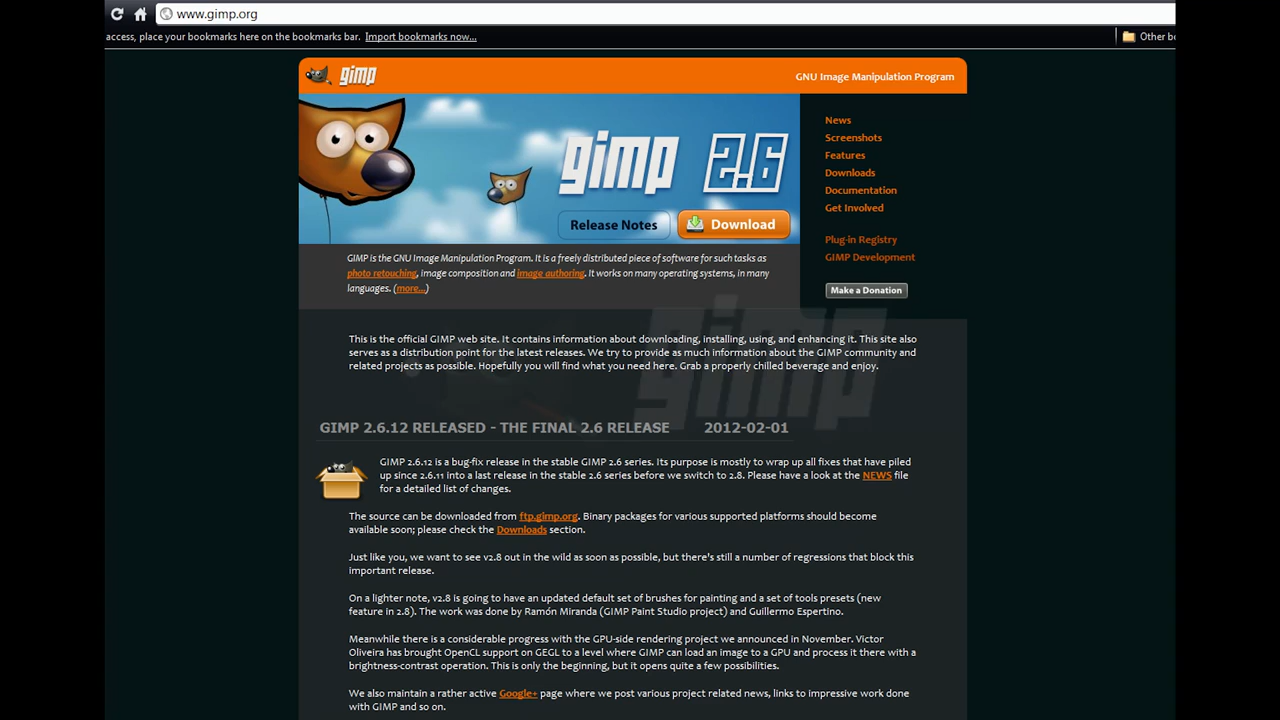 www.gimp.org
access, place your bookmarks here on the bookmarks bar. Import bookmarks now...
Other bo
gimp
GNU Image Manipulation Program
gimp 2.6
Release Notes
Download
News
Screenshots
Features
Downloads
Documentation
Get Involved
Plug-in Registry
GIMP Development
Make a Donation
GIMP is the GNU Image Manipulation Program. It is a freely distributed piece of software for such tasks as
photo retouching, image composition and image authoring. It works on many operating systems, in many
languages. (more...)
gimp
This is the official GIMP web site. It contains information about downloading, installing, using, and enhancing it. This site also
serves as a distribution point for the latest releases. We try to provide as much information about the GIMP community and
related projects as possible. Hopefully you will find what you need here. Grab a properly chilled beverage and enjoy.
GIMP 2.6.12 RELEASED - THE FINAL 2.6 RELEASE 2012-02-01
GIMP 2.6.12 is a bug-fix release in the stable GIMP 2.6 series. Its purpose is mostly to wrap up all fixes that have piled
up since 2.6.11 into a last release in the stable 2.6 series before we switch to 2.8. Please have a look at the NEWS file
for a detailed list of changes.
The source can be downloaded from ftp.gimp.org. Binary packages for various supported platforms should become
available soon; please check the Downloads section.
Just like you, we want to see v2.8 out in the wild as soon as possible, but there's still a number of regressions that block this
important release.
On a lighter note, v2.8 is going to have an updated default set of brushes for painting and a set of tools presets (new
feature in 2.8). The work was done by Ramón Miranda (GIMP Paint Studio project) and Guillermo Espertino.
Meanwhile there is a considerable progress with the GPU-side rendering project we announced in November. Victor
Oliveira has brought OpenCL support on GEGL to a level where GIMP can load an image to a GPU and process it there with a
brightness-contrast operation. This is only the beginning, but it opens quite a few possibilities.
We also maintain a rather active Google+ page where we post various project related news, links to impressive work done
with GIMP and so on.